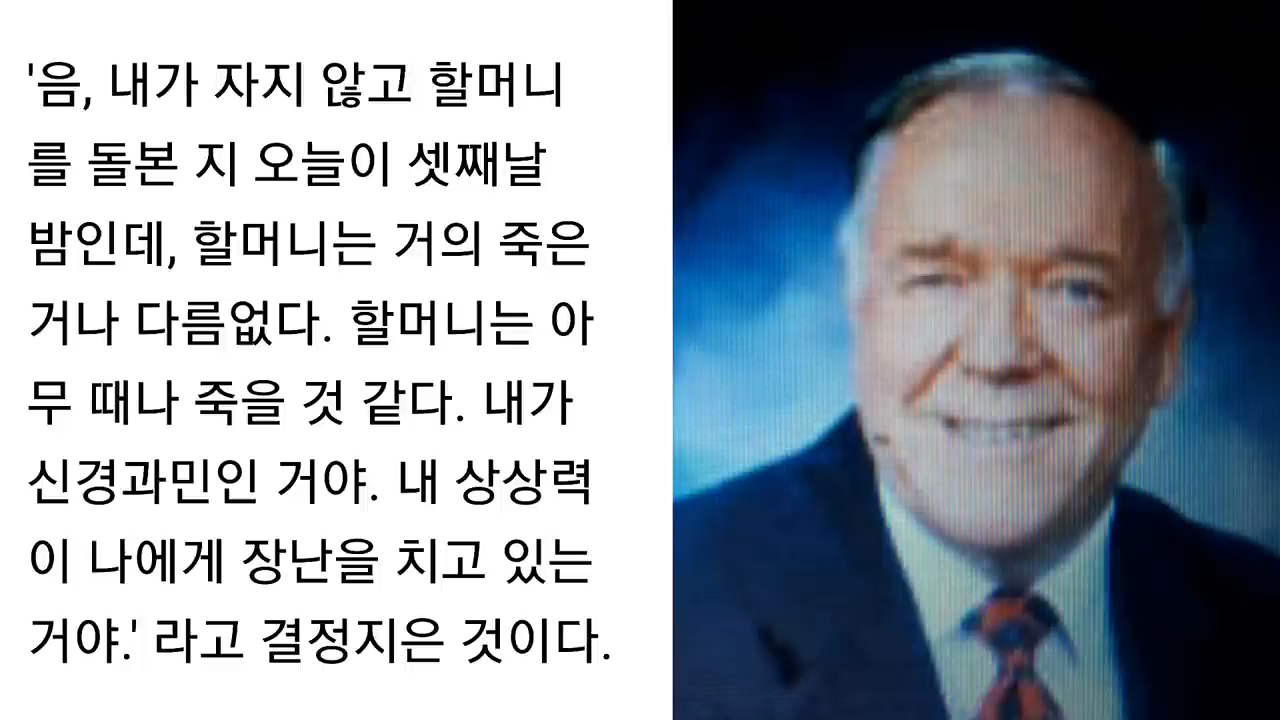 '음, 내가 자지 않고 할머니
를 돌본 지 오늘이 셋째날
밤인데, 할머니는 거의 죽은
거나 다름없다. 할머니는 아
무 때나 죽을 것 같다. 내가
신경과민인 거야. 내 상상력
이 나에게 장난을 치고 있는
거야.' 라고 결정지은 것이다.